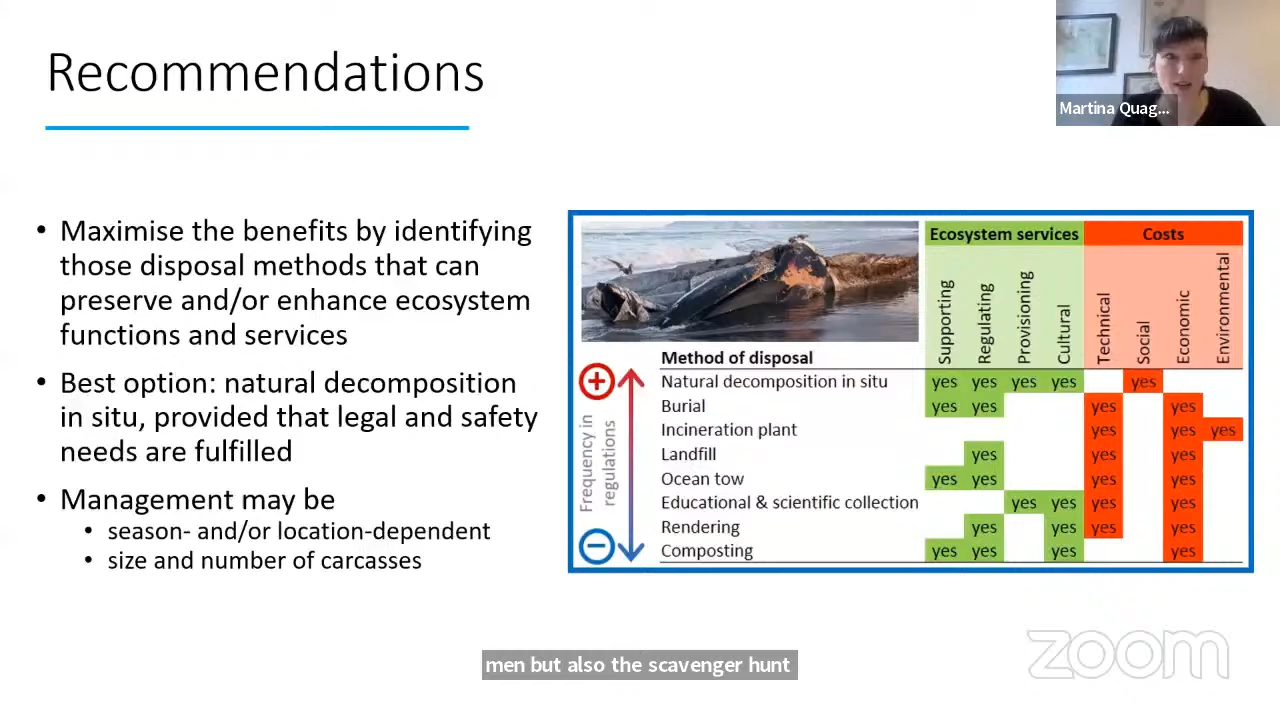 Recommendations
Martina Quag...
• Maximise the benefits by identifying
those disposal methods that can
preserve and/or enhance ecosystem
functions and services
• Best option: natural decomposition
in situ, provided that legal and safety
needs are fulfilled
• Management may be
• season- and/or location-dependent
• size and number of carcasses
Ecosystem services Costs
Supporting Regulating Provisioning Cultural Technical Social Economic Environmental
Method of disposal
Frequency in
regulations
Natural decomposition in situ yes yes yes yes yes
Burial yes yes yes yes
Incineration plant yes yes yes
Landfill yes yes yes
Ocean tow yes yes yes yes
Educational & scientific collection yes yes yes yes
Rendering yes yes yes yes
Composting yes yes yes yes
zoom
men but also the scavenger hunt